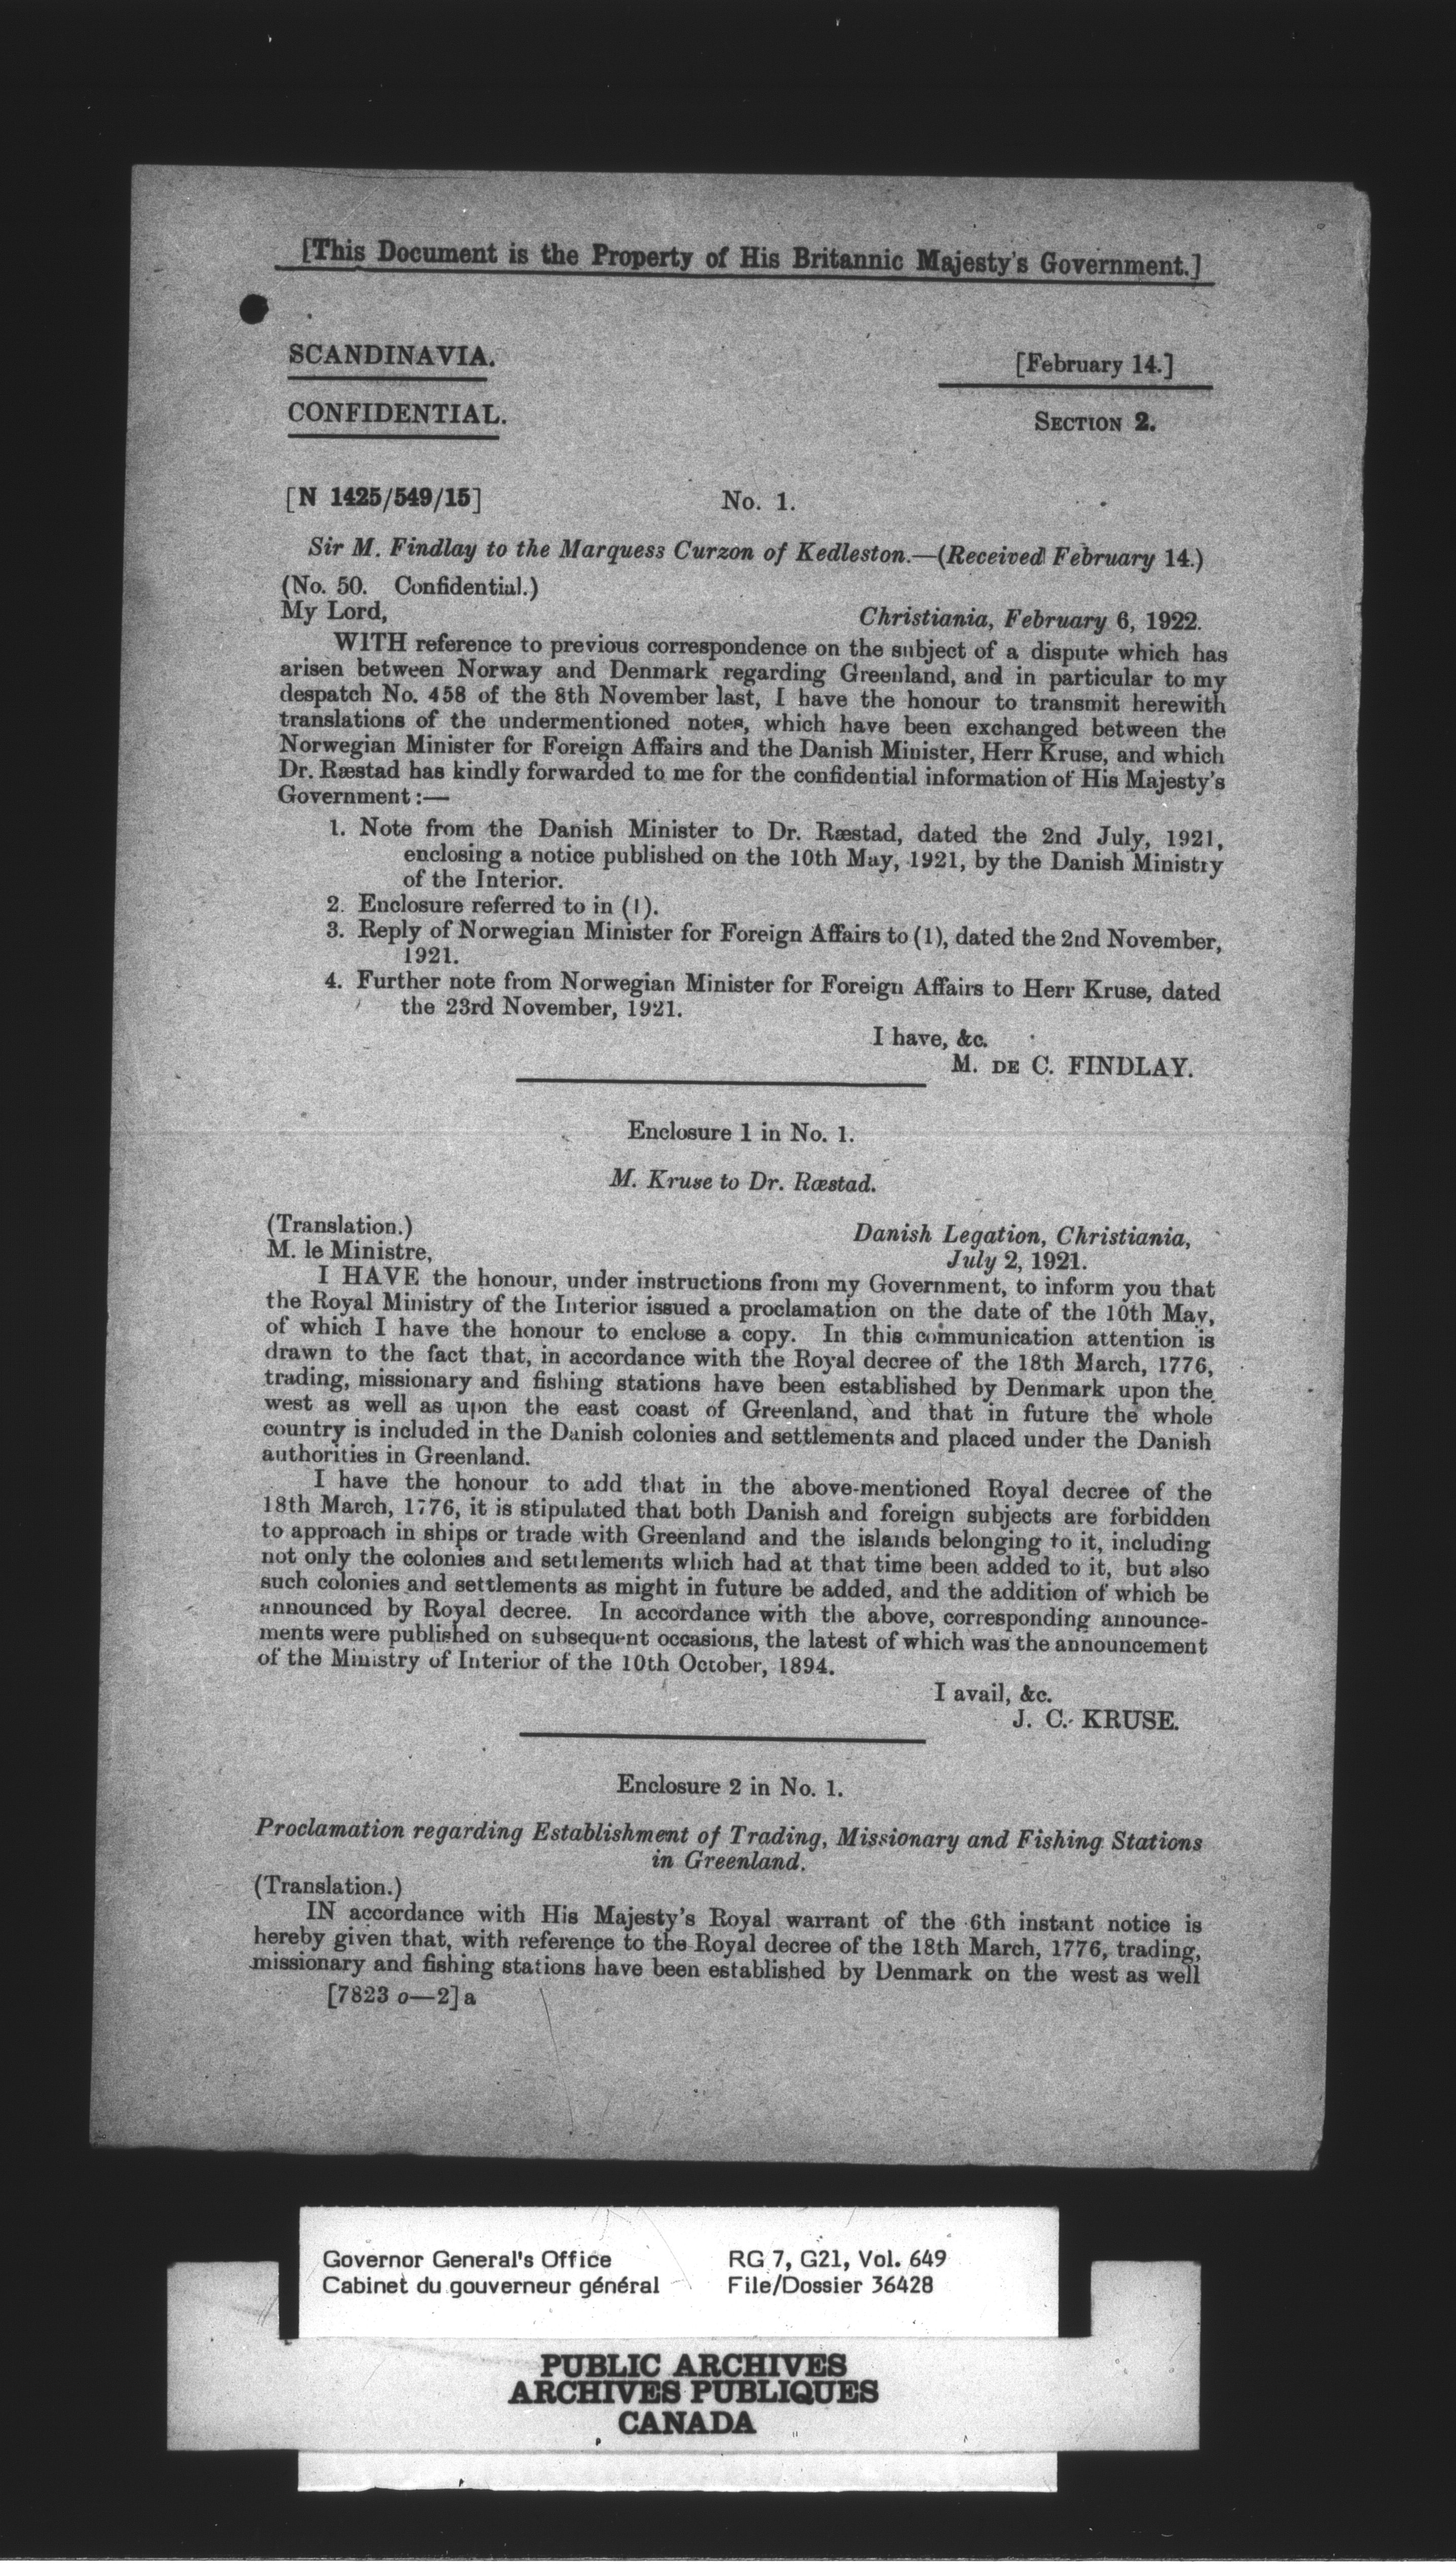 [This Document is the Property of His Britannic Majesty's Government.]
SCANDINAVIA.
[February 14.]
CONFIDENTIAL.
SECTION 2.
[N 1425/549/15]
No. 1.
Sir M. Findlay to the Marquess Curzon of Kedleston.—(Received February 14.)
(No. 50. Confidential.)
My Lord,
Christiania, February 6, 1922.
WITH reference to previous correspondence on the subject of a dispute which has
arisen between Norway and Denmark regarding Greenland, and in particular to my
despatch No. 458 of the 8th November last, I have the honour to transmit herewith
translations of the undermentioned notes, which have been exchanged between the
Norwegian Minister for Foreign Affairs and the Danish Minister, Herr Kruse, and which
Dr. Ræstad has kindly forwarded to me for the confidential information of His Majesty's
Government:—
1. Note from the Danish Minister to Dr. Ræstad, dated the 2nd July, 1921,
enclosing a notice published on the 10th May, 1921, by the Danish Ministry
of the Interior.
2. Enclosure referred to in (1).
3. Reply of Norwegian Minister for Foreign Affairs to (1), dated the 2nd November,
1921.
4. Further note from Norwegian Minister for Foreign Affairs to Herr Kruse, dated
the 23rd November, 1921.
I have, &c.
M. DE C. FINDLAY.
Enclosure 1 in No. 1.
M. Kruse to Dr. Ræstad.
(Translation.)
Danish Legation, Christiania,
M. le Ministre,
July 2, 1921.
I HAVE the honour, under instructions from my Government, to inform you that
the Royal Ministry of the Interior issued a proclamation on the date of the 10th May,
of which I have the honour to enclose a copy. In this communication attention is
drawn to the fact that, in accordance with the Royal decree of the 18th March, 1776,
trading, missionary and fishing stations have been established by Denmark upon the
west as well as upon the east coast of Greenland, and that in future the whole
country is included in the Danish colonies and settlements and placed under the Danish
authorities in Greenland.
I have the honour to add that in the above-mentioned Royal decree of the
18th March, 1776, it is stipulated that both Danish and foreign subjects are forbidden
to approach in ships or trade with Greenland and the islands belonging to it, including
not only the colonies and settlements which had at that time been added to it, but also
such colonies and settlements as might in future be added, and the addition of which be
announced by Royal decree. In accordance with the above, corresponding announce-
ments were published on subsequent occasions, the latest of which was the announcement
of the Ministry of Interior of the 10th October, 1894.
I avail, &c.
J. C. KRUSE.
Enclosure 2 in No. 1.
Proclamation regarding Establishment of Trading, Missionary and Fishing Stations
in Greenland.
(Translation.)
IN accordance with His Majesty's Royal warrant of the 6th instant notice is
hereby given that, with reference to the Royal decree of the 18th March, 1776, trading,
missionary and fishing stations have been established by Denmark on the west as well
[7823 o—2] a
Governor General's Office
Cabinet du gouverneur général
RG 7, G21, Vol. 649
File/Dossier 36428
PUBLIC ARCHIVES
ARCHIVES PUBLIQUES
CANADA